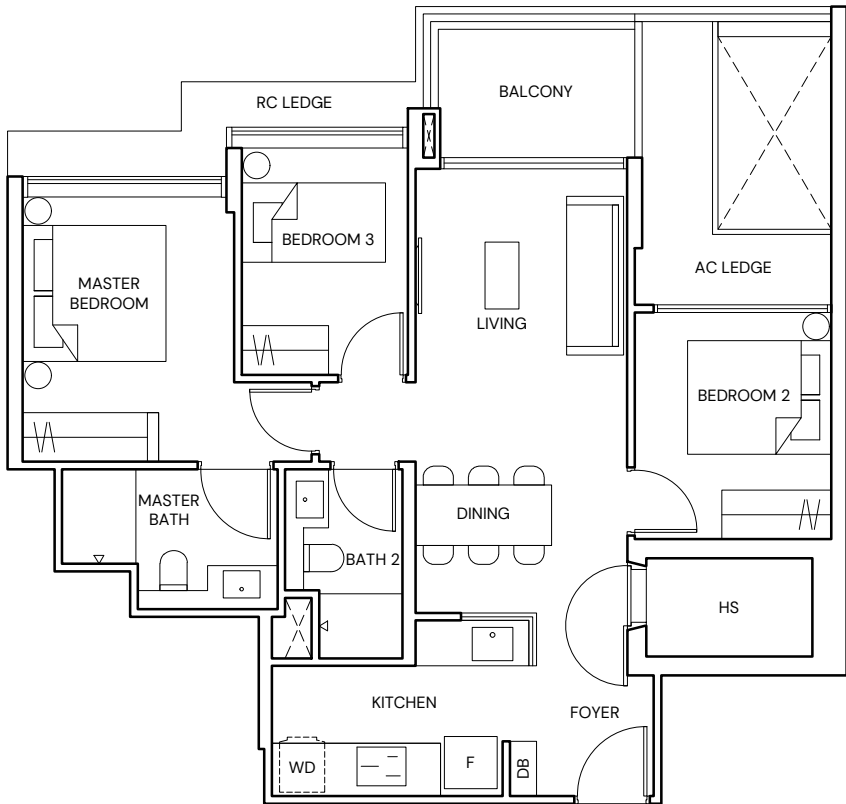 BALCONY
RC LEDGE
BEDROOM 3
AC LEDGE
MASTER
BEDROOM
LIVING
BEDROOM 2
MASTER
BATH
DINING
BATH 2
HS
KITCHEN
FOYER
WD
F
DB